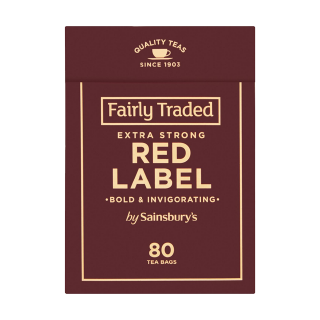 QUALITY TEAS
SINCE 1903
Fairly Traded
EXTRA STRONG
RED
LABEL
•BOLD & INVIGORATING•
by Sainsbury's
80
TEA BAGS